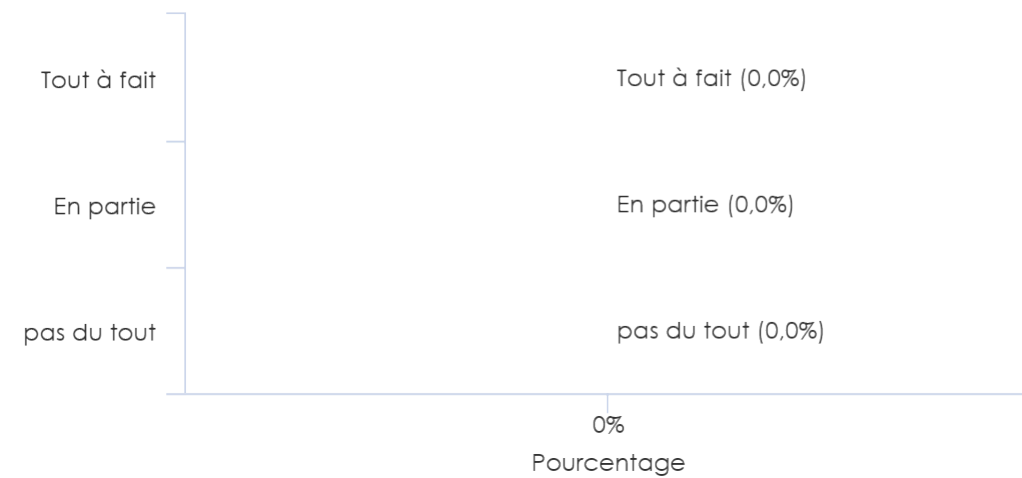 Tout à fait
Tout à fait (0,0%)
En partie
En partie (0,0%)
pas du tout
pas du tout (0,0%)
0%
Pourcentage